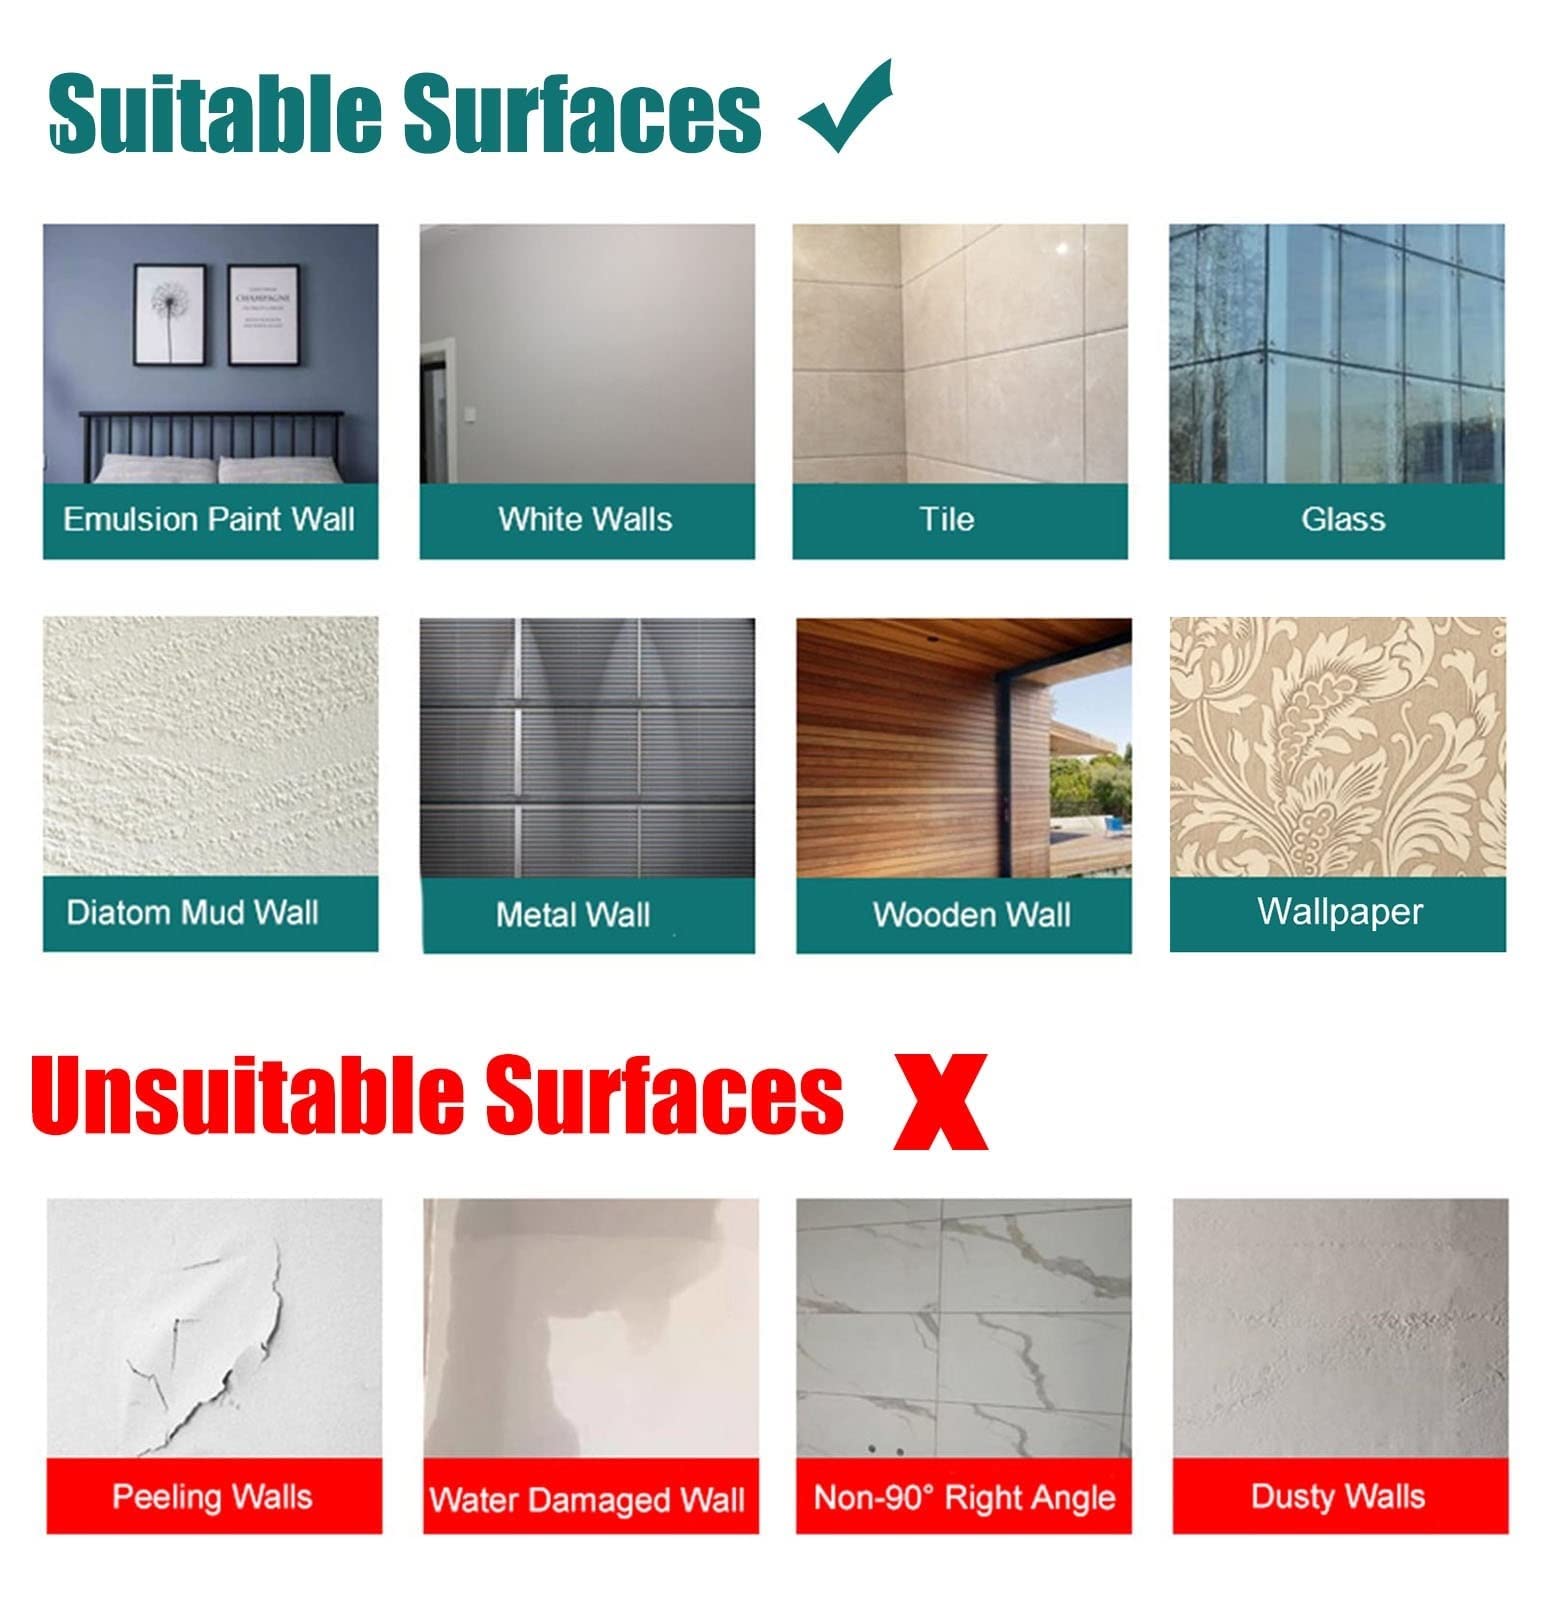 Suitable Surfaces
CHAMPAGNE
Emulsion Paint Wall
White Walls
Tile
Glass
Diatom Mud Wall
Metal Wall
Wooden Wall
Wallpaper
Unsuitable Surfaces X
Peeling Walls
Water Damaged Wall
Non-90° Right Angle
Dusty Walls